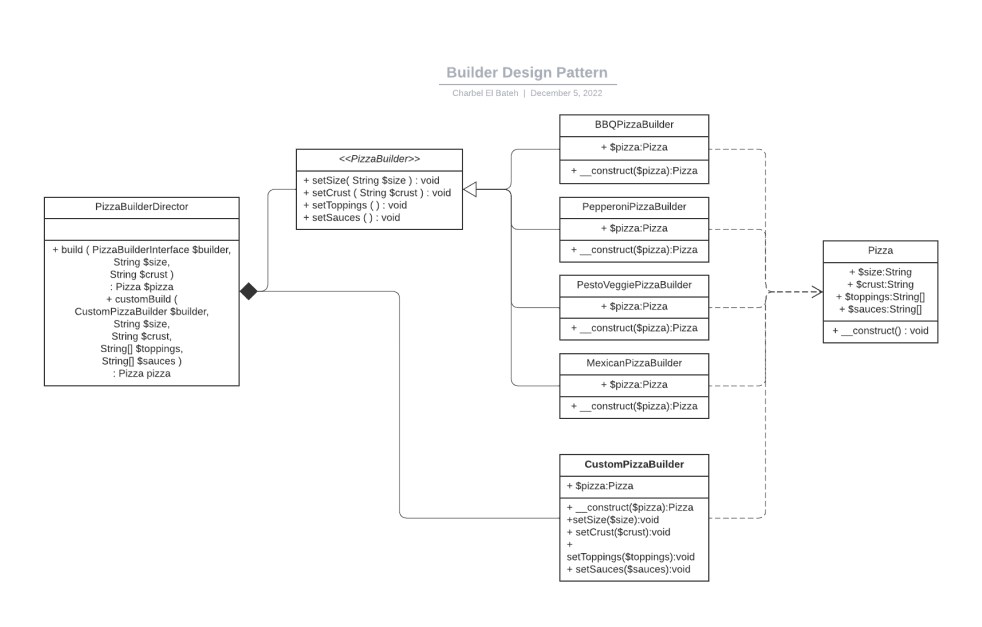 Builder Design Pattern
Charbel El Bateh | December 5, 2022
PizzaBuilderDirector
+ build ( PizzaBuilderInterface $builder,
String $size,
String $crust )
: Pizza $pizza
+ customBuild (
CustomPizzaBuilder $builder,
String $size,
String $crust,
String[] $toppings,
String[] $sauces )
: Pizza pizza
<<PizzaBuilder>>
+ setSize( String $size ) : void
+ setCrust ( String $crust ) : void
+ setToppings ( ) : void
+ setSauces ( ) : void
BBQPizzaBuilder
+ $pizza:Pizza
+ __construct($pizza):Pizza
PepperoniPizzaBuilder
+ $pizza:Pizza
+ __construct($pizza):Pizza
PestoVeggiePizzaBuilder
+ $pizza:Pizza
+ __construct($pizza):Pizza
MexicanPizzaBuilder
+ $pizza:Pizza
+ __construct($pizza):Pizza
CustomPizzaBuilder
+ $pizza:Pizza
+ __construct($pizza):Pizza
+setSize($size):void
+ setCrust($crust):void
+
setToppings($toppings):void
+ setSauces($sauces):void
Pizza
+ $size:String
+ $crust:String
+ $toppings:String[]
+ $sauces:String[]
+ __construct() : void